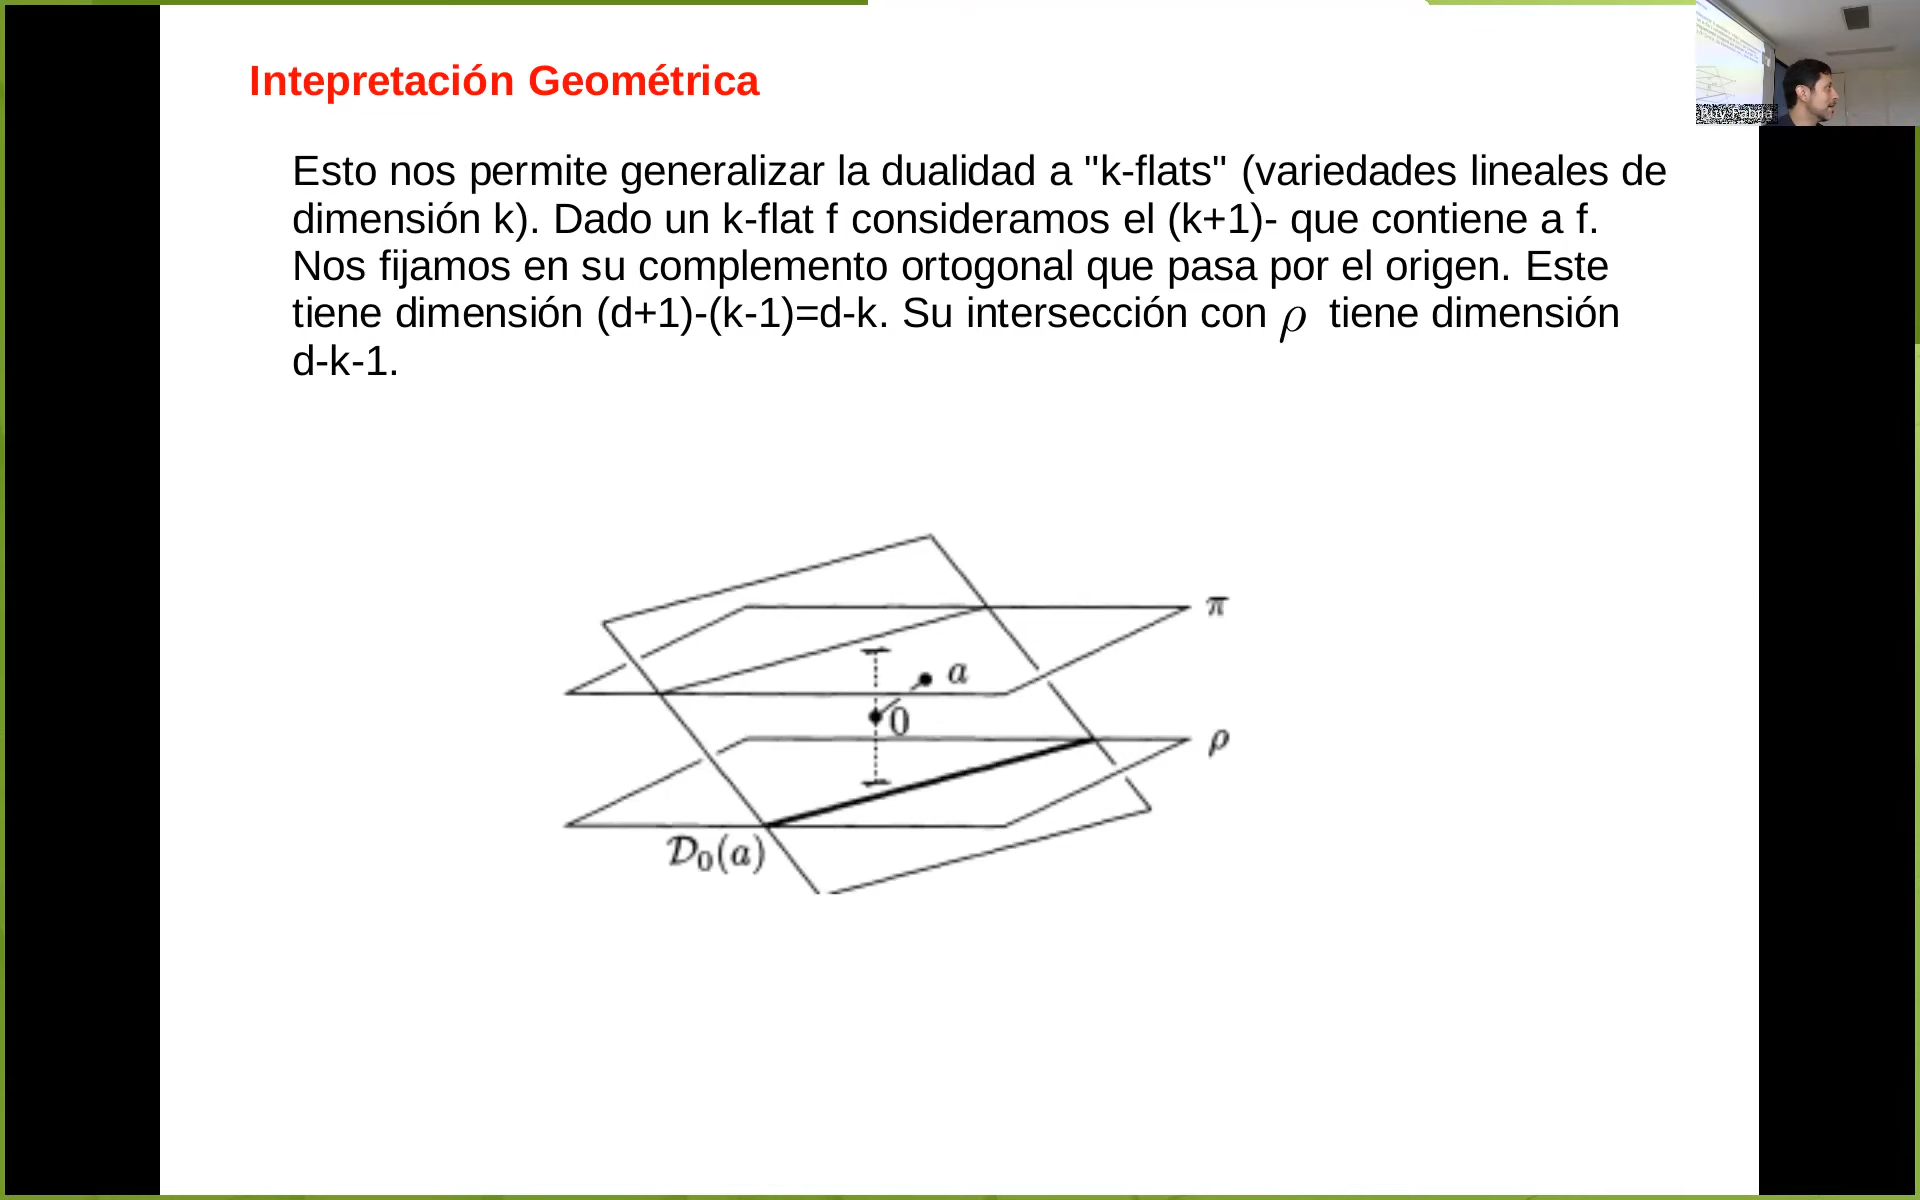 Intepretación Geométrica
Esto nos permite generalizar la dualidad a "k-flats" (variedades lineales de
dimensión k). Dado un k-flat f consideramos el (k+1)- que contiene a f.
Nos fijamos en su complemento ortogonal que pasa por el origen. Este
tiene dimensión (d+1)-(k-1)=d-k. Su intersección con ρ tiene dimensión
d-k-1.
π
a
0
ρ
𝒟₀(a)
Ruy Fabila